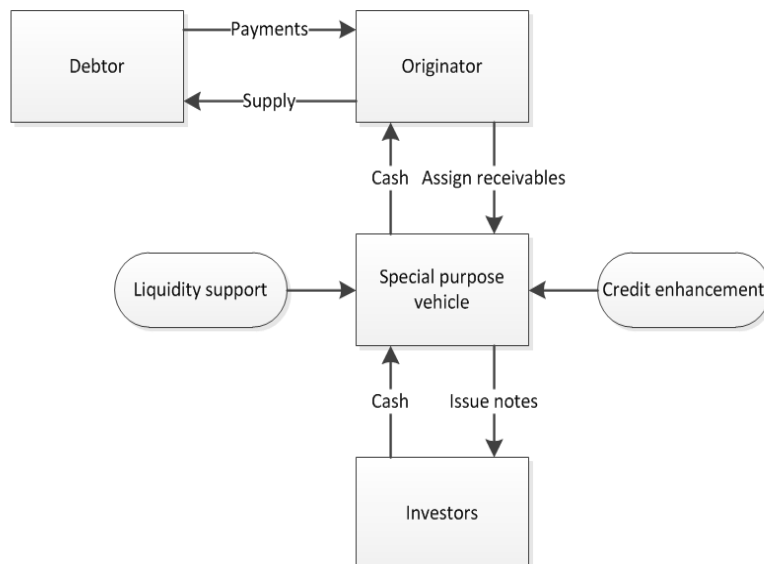 Payments
Debtor
Originator
Supply
Cash
Assign receivables
Liquidity support
Special purpose
vehicle
Credit enhancement
Cash
Issue notes
Investors